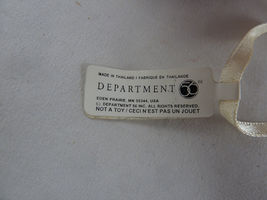 MADE IN THAILAND / FABRIQUÉ EN THAILANDE
DEPARTMENT 56
EDEN PRAIRIE, MN 55344, USA
(C) DEPARTMENT 56 INC. ALL RIGHTS RESERVED
NOT A TOY / CECI N'EST PAS UN JOUET